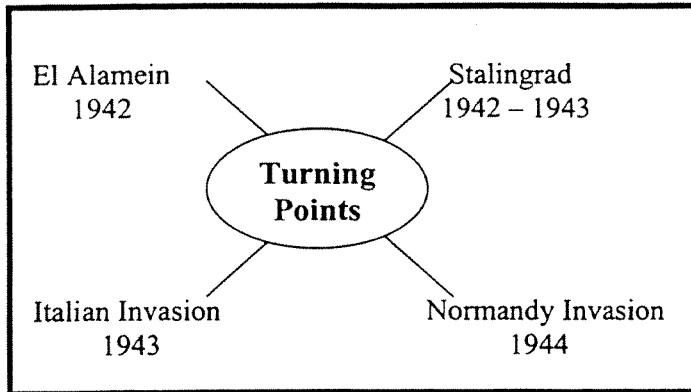 El Alamein
1942
Stalingrad
1942 – 1943
Turning
Points
Italian Invasion
1943
Normandy Invasion
1944